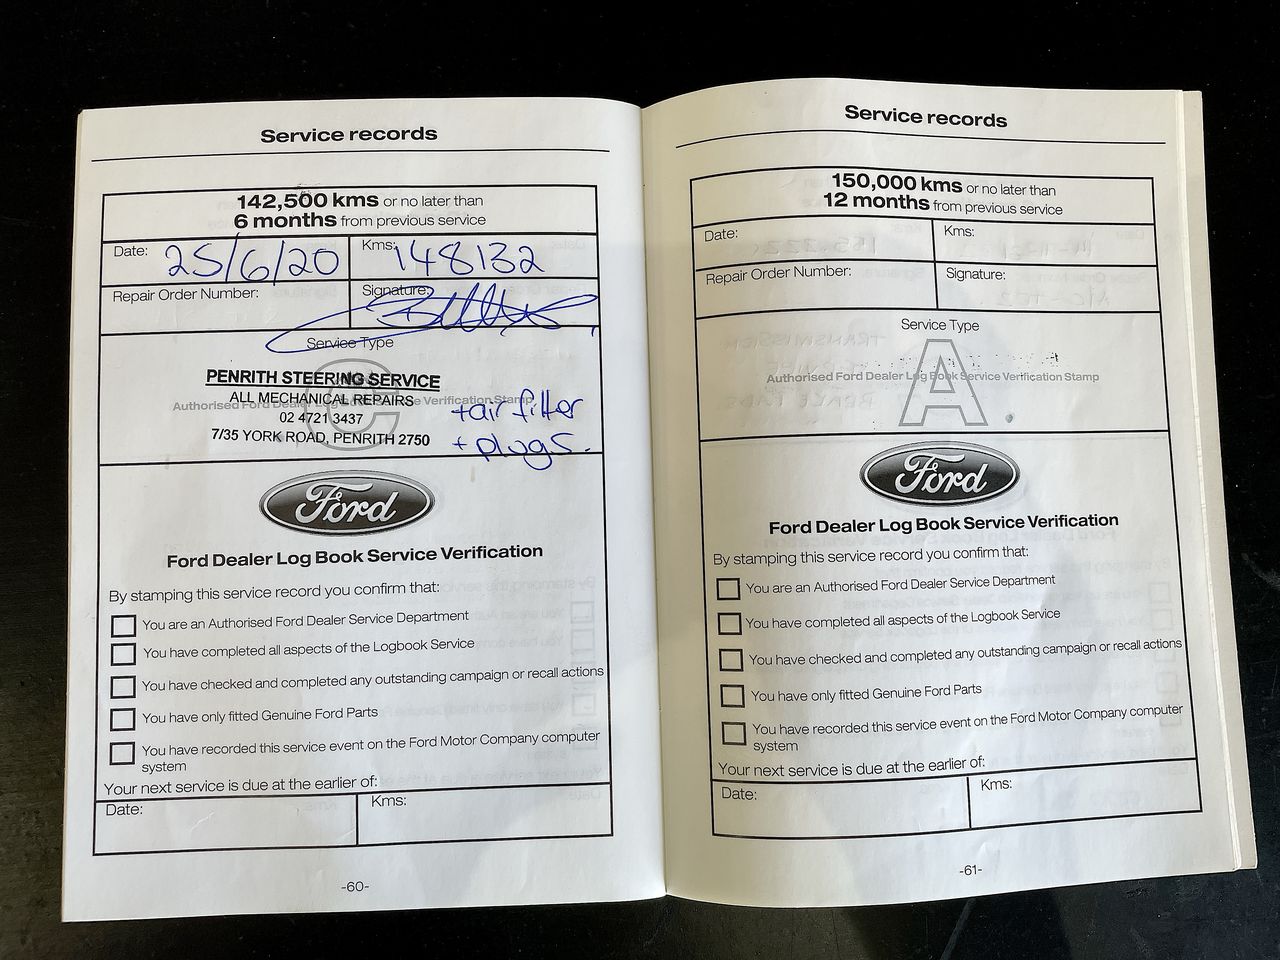 Service records
142,500 kms or no later than
6 months from previous service
Date: 25/6/20 Kms: 148132
Repair Order Number: Signature:
Service Type
C
PENRITH STEERING SERVICE
ALL MECHANICAL REPAIRS
Authorised Ford Dealer Log Book Service Verification Stamp
02 4721 3437
7/35 YORK ROAD, PENRITH 2750
+air filter
+ plugs.
Ford
Ford Dealer Log Book Service Verification
By stamping this service record you confirm that:
You are an Authorised Ford Dealer Service Department
You have completed all aspects of the Logbook Service
You have checked and completed any outstanding campaign or recall actions
You have only fitted Genuine Ford Parts
You have recorded this service event on the Ford Motor Company computer
system
Your next service is due at the earlier of:
Date: Kms:
-60-
Service records
150,000 kms or no later than
12 months from previous service
Date: Kms:
Repair Order Number: Signature:
Service Type
A
Authorised Ford Dealer Log Book Service Verification Stamp
Ford
Ford Dealer Log Book Service Verification
By stamping this service record you confirm that:
You are an Authorised Ford Dealer Service Department
You have completed all aspects of the Logbook Service
You have checked and completed any outstanding campaign or recall actions
You have only fitted Genuine Ford Parts
You have recorded this service event on the Ford Motor Company computer
system
Your next service is due at the earlier of:
Date: Kms:
-61-